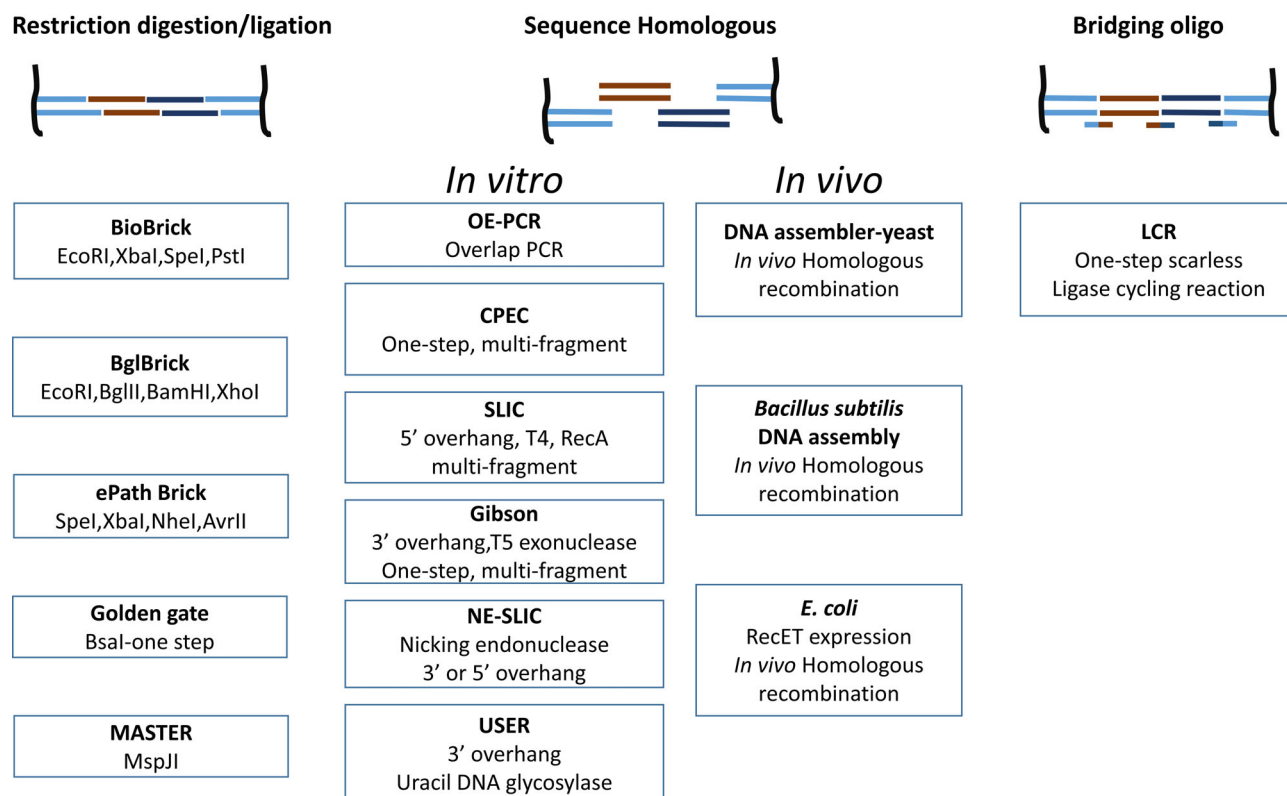 Restriction digestion/ligation
Sequence Homologous
Bridging oligo
In vitro
In vivo
BioBrick
EcoRI,XbaI,SpeI,PstI
BglBrick
EcoRI,BglII,BamHI,XhoI
ePath Brick
SpeI,XbaI,NheI,AvrII
Golden gate
BsaI-one step
MASTER
MspJI
OE-PCR
Overlap PCR
CPEC
One-step, multi-fragment
SLIC
5’ overhang, T4, RecA
multi-fragment
Gibson
3’ overhang,T5 exonuclease
One-step, multi-fragment
NE-SLIC
Nicking endonuclease
3’ or 5’ overhang
USER
3’ overhang
Uracil DNA glycosylase
DNA assembler-yeast
In vivo Homologous
recombination
Bacillus subtilis
DNA assembly
In vivo Homologous
recombination
E. coli
RecET expression
In vivo Homologous
recombination
LCR
One-step scarless
Ligase cycling reaction